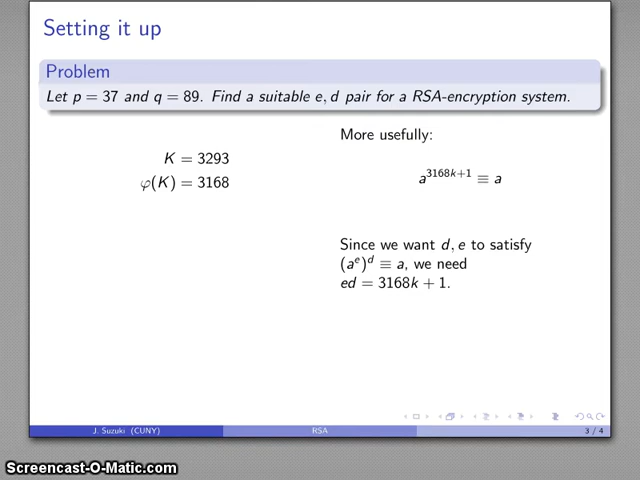 Setting it up
Problem
Let p = 37 and q = 89. Find a suitable e, d pair for a RSA-encryption system.
More usefully:
K = 3293
φ(K) = 3168
a^{3168k+1} ≡ a
Since we want d, e to satisfy
(a^e)^d ≡ a, we need
ed = 3168k + 1.
J. Suzuki (CUNY)
RSA
3 / 4
Screencast-O-Matic.com